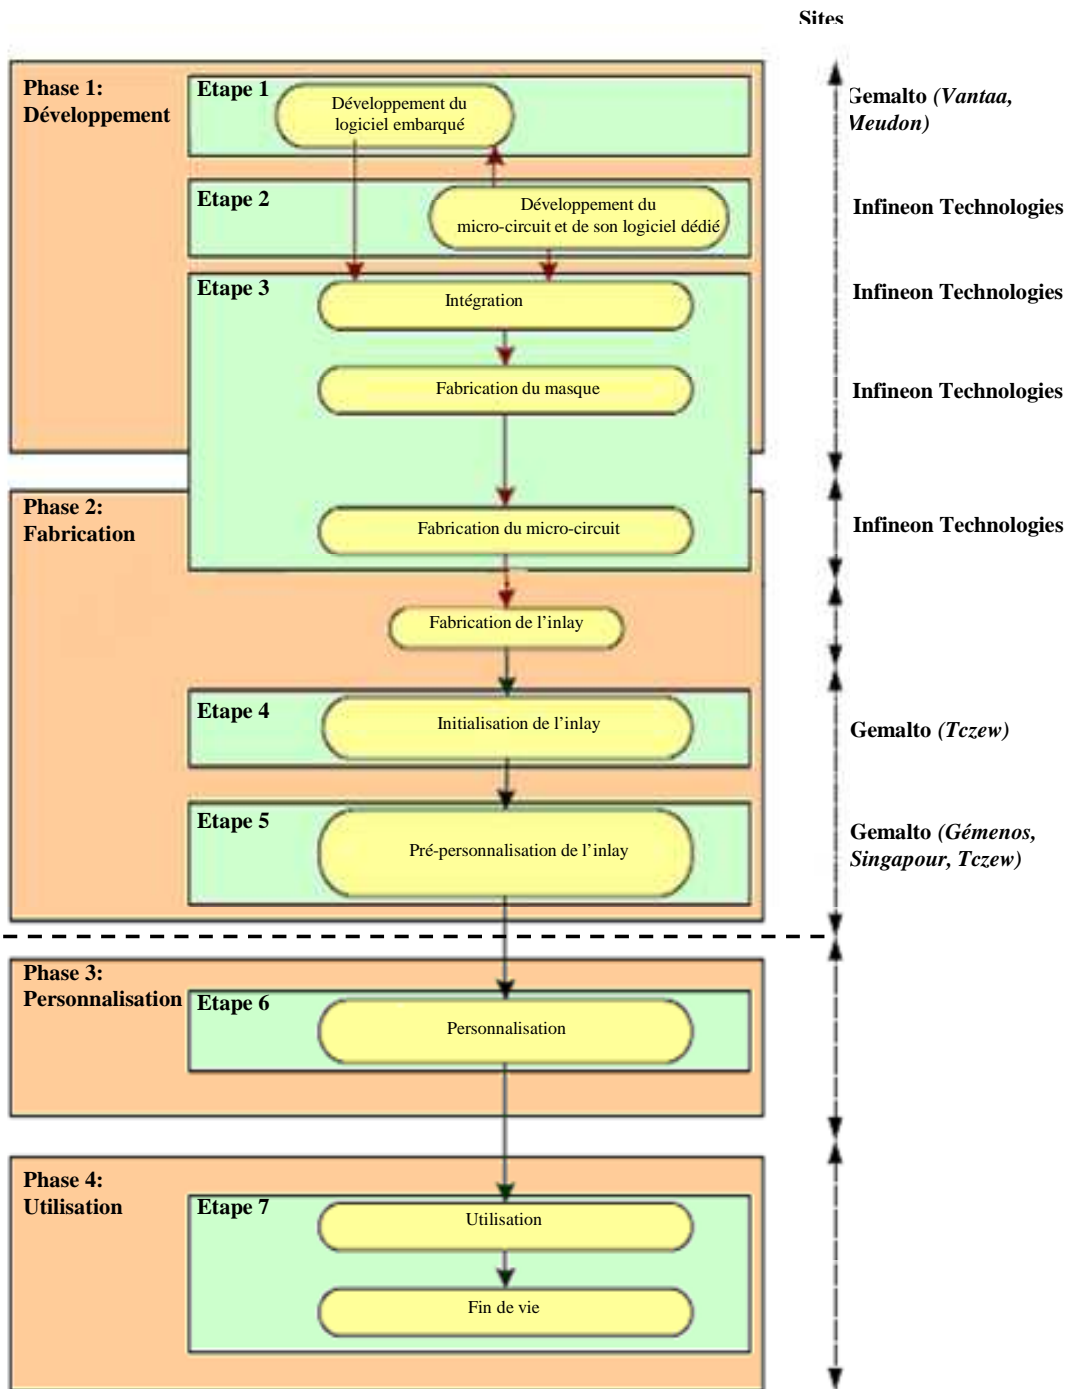 Sites
Phase 1:
Développement
Etape 1
Développement du
logiciel embarqué
Gemalto (Vantaa,
Meudon)
Etape 2
Développement du
micro-circuit et de son logiciel dédié
Infineon Technologies
Etape 3
Intégration
Infineon Technologies
Fabrication du masque
Infineon Technologies
Phase 2:
Fabrication
Fabrication du micro-circuit
Infineon Technologies
Fabrication de l’inlay
Etape 4
Initialisation de l’inlay
Gemalto (Tczew)
Etape 5
Pré-personnalisation de l’inlay
Gemalto (Gémenos,
Singapour, Tczew)
Phase 3:
Personnalisation
Etape 6
Personnalisation
Phase 4:
Utilisation
Etape 7
Utilisation
Fin de vie